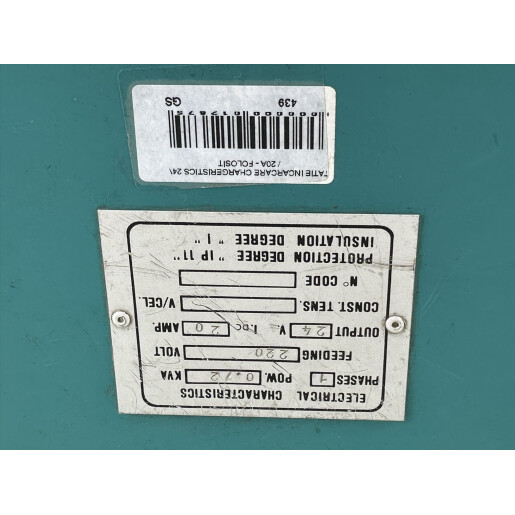 ELECTRICAL CHARACTERISTICS
PHASES 1 POW. 0.72 KVA
FEEDING 220 VOLT
OUTPUT 24 V= I.DC 20 AMP.
CONST. TENS. V/CEL.
N° CODE
PROTECTION DEGREE " IP 11 "
INSULATION DEGREE " I "
TATIE INCARCARE CHARGERISTICS 24V
/ 20A - FOLOSIT
439 GS